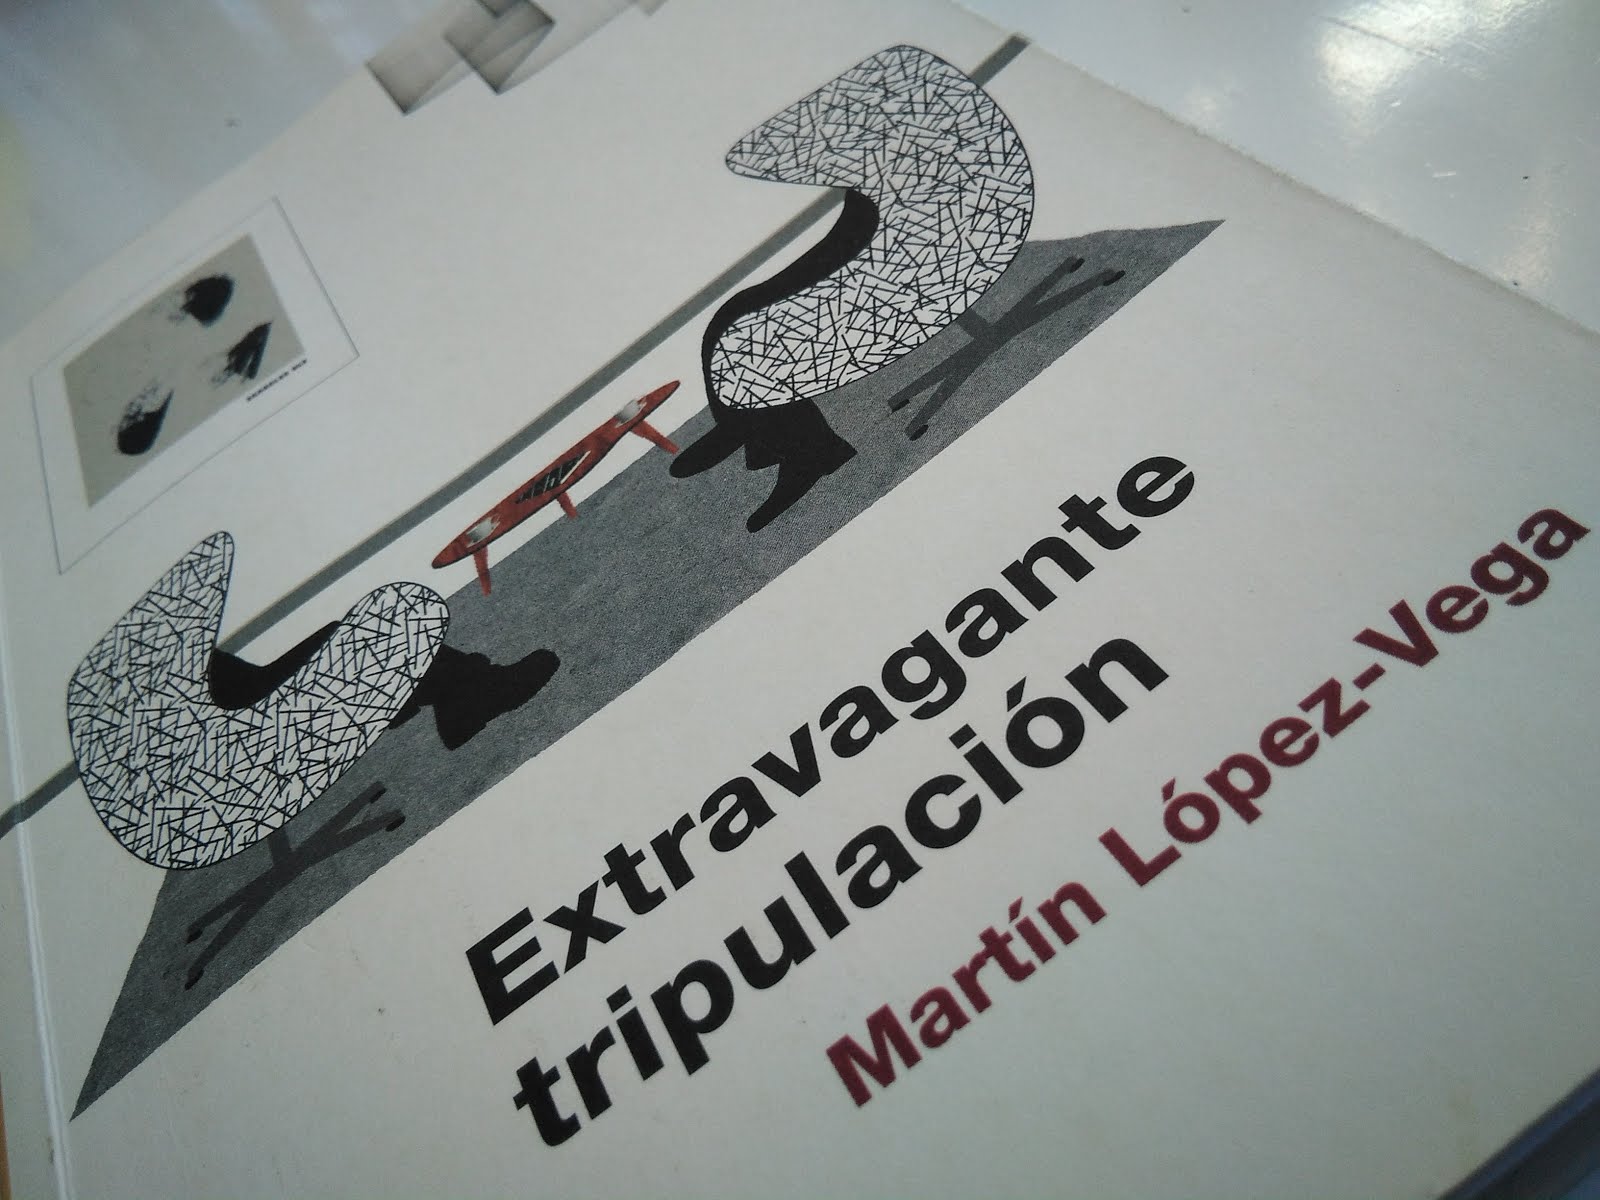 Extravagante
tripulación
Martín López-Vega